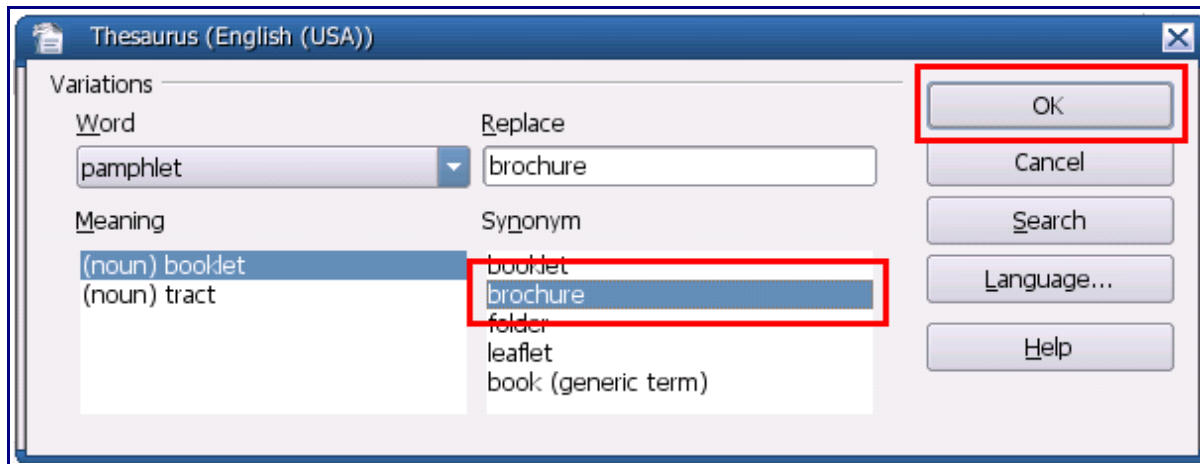 Thesaurus (English (USA))
Variations
Word
Replace
pamphlet
brochure
Meaning
Synonym
(noun) booklet
(noun) tract
booklet
brochure
folder
leaflet
book (generic term)
OK
Cancel
Search
Language...
Help